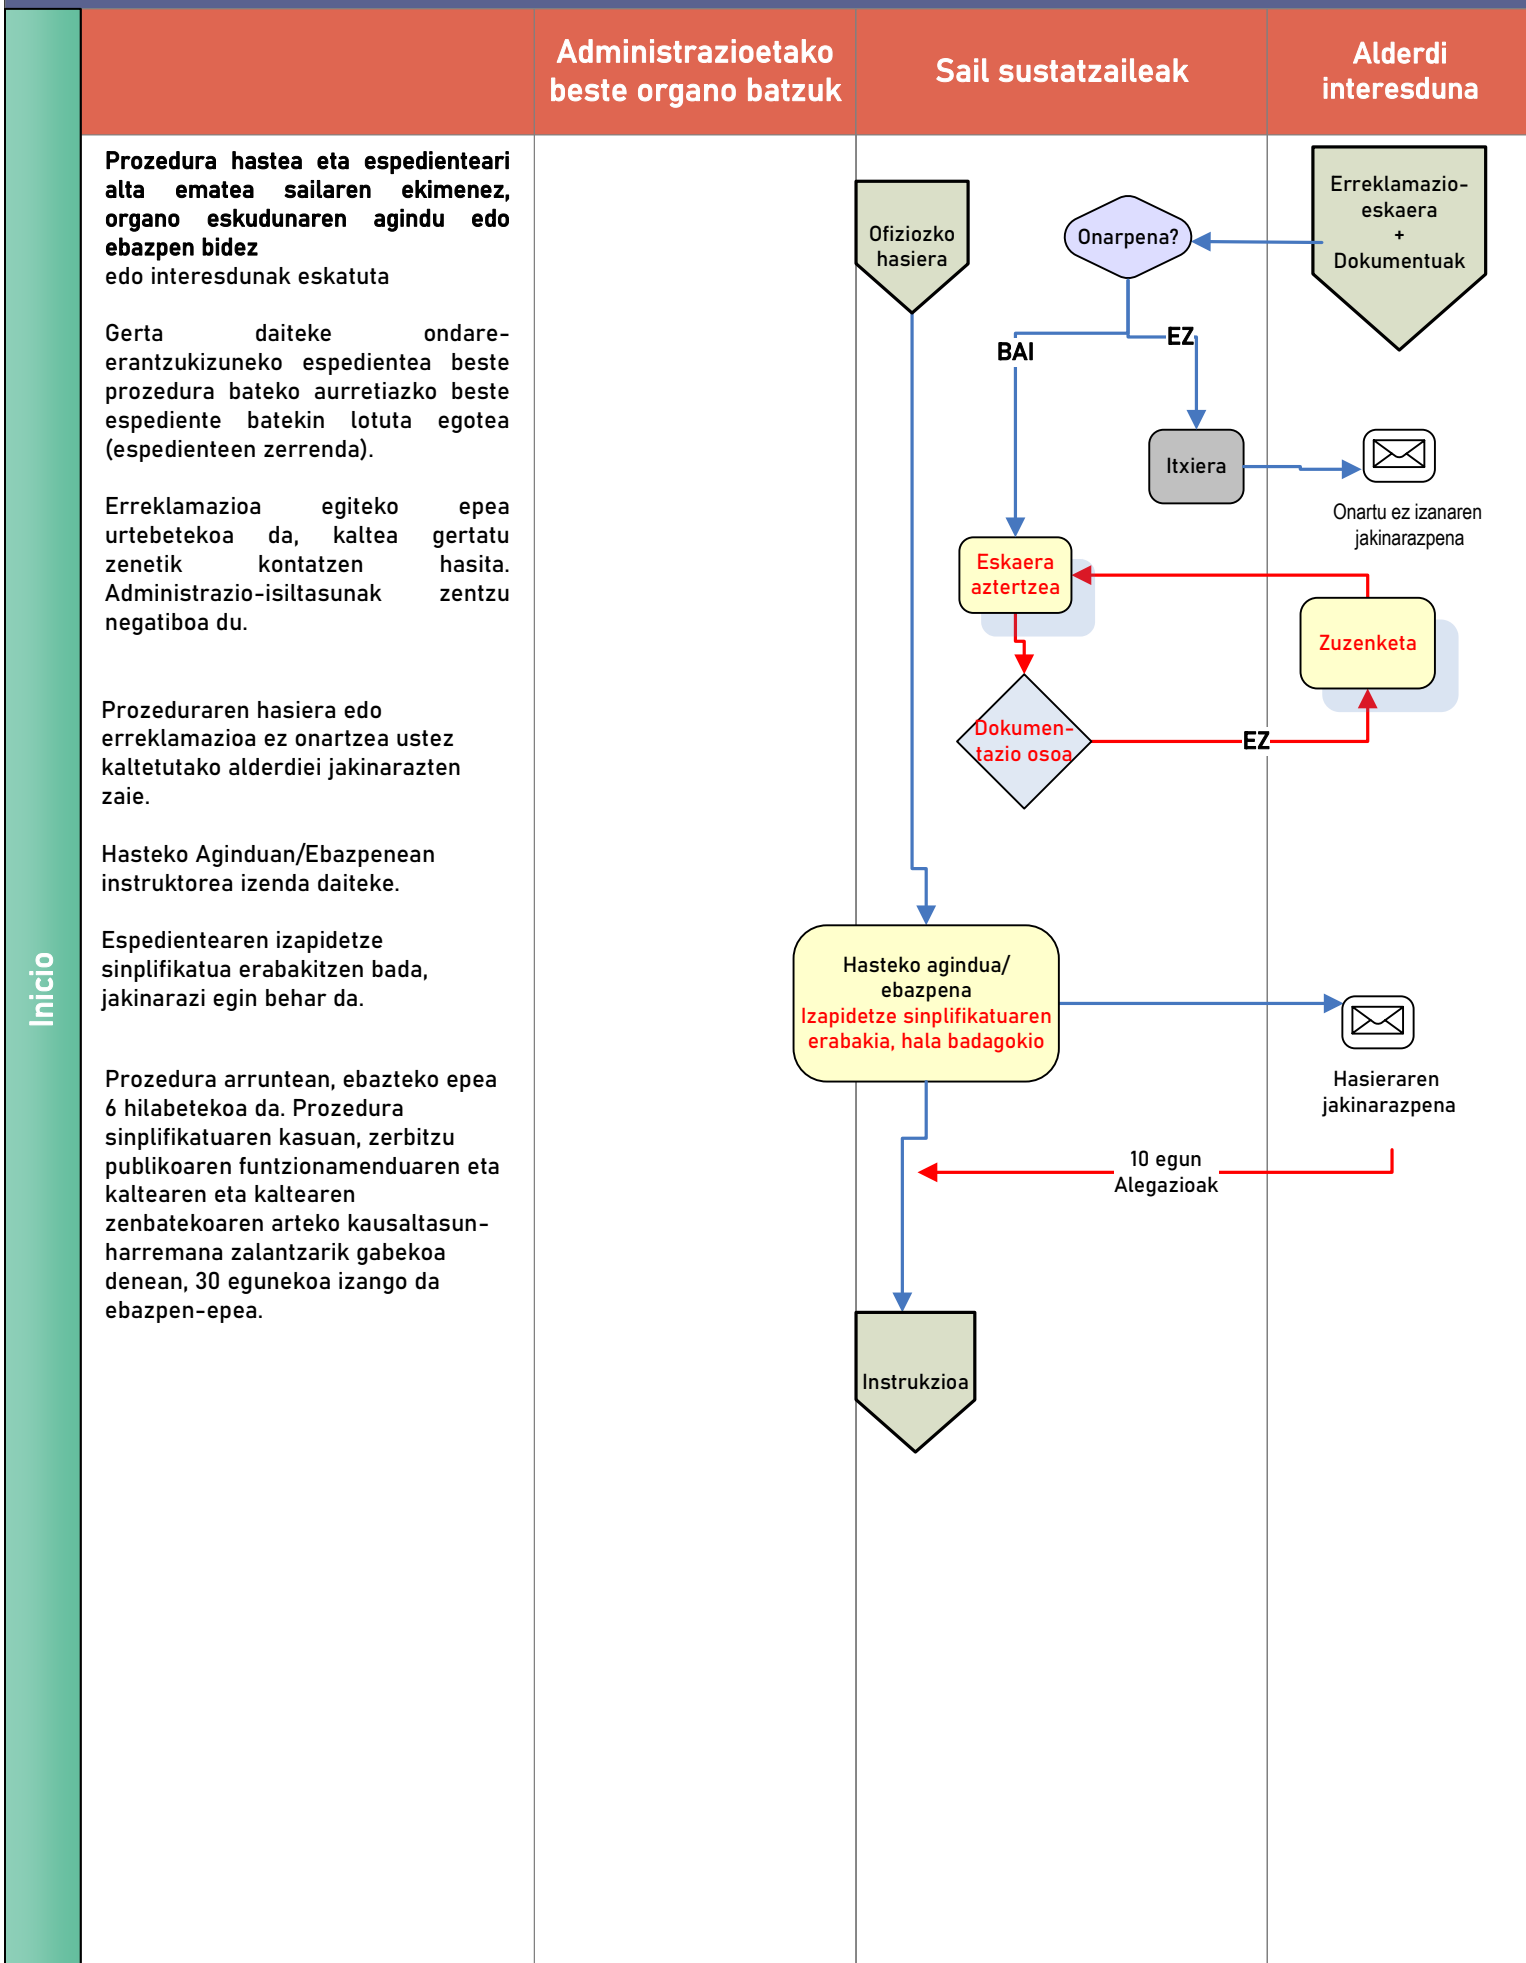 Administrazioetako
beste organo batzuk
Sail sustatzaileak
Alderdi
interesduna
Inicio
Prozedura hastea eta espedienteari
alta ematea sailaren ekimenez,
organo eskudunaren agindu edo
ebazpen bidez
edo interesdunak eskatuta
Gerta daiteke ondare-
erantzukizuneko espedientea beste
prozedura bateko aurretiazko beste
espediente batekin lotuta egotea
(espedienteen zerrenda).
Erreklamazioa egiteko epea
urtebetekoa da, kaltea gertatu
zenetik kontatzen hasita.
Administrazio-isiltasunak zentzu
negatiboa du.
Prozeduraren hasiera edo
erreklamazioa ez onartzea ustez
kaltetutako alderdiei jakinarazten
zaie.
Hasteko Aginduan/Ebazpenean
instruktorea izenda daiteke.
Espedientearen izapidetze
sinplifikatua erabakitzen bada,
jakinarazi egin behar da.
Prozedura arruntean, ebazteko epea
6 hilabetekoa da. Prozedura
sinplifikatuaren kasuan, zerbitzu
publikoaren funtzionamenduaren eta
kaltearen eta kaltearen
zenbatekoaren arteko kausaltasun-
harremana zalantzarik gabekoa
denean, 30 egunekoa izango da
ebazpen-epea.
Ofiziozko
hasiera
Onarpena?
Erreklamazio-
eskaera
+
Dokumentuak
BAI
EZ
Itxiera
Onartu ez izanaren
jakinarazpena
Eskaera
aztertzea
Zuzenketa
Dokumen-
tazio osoa
EZ
Hasteko agindua/
ebazpena
Izapidetze sinplifikatuaren
erabakia, hala badagokio
Hasieraren
jakinarazpena
10 egun
Alegazioak
Instrukzioa